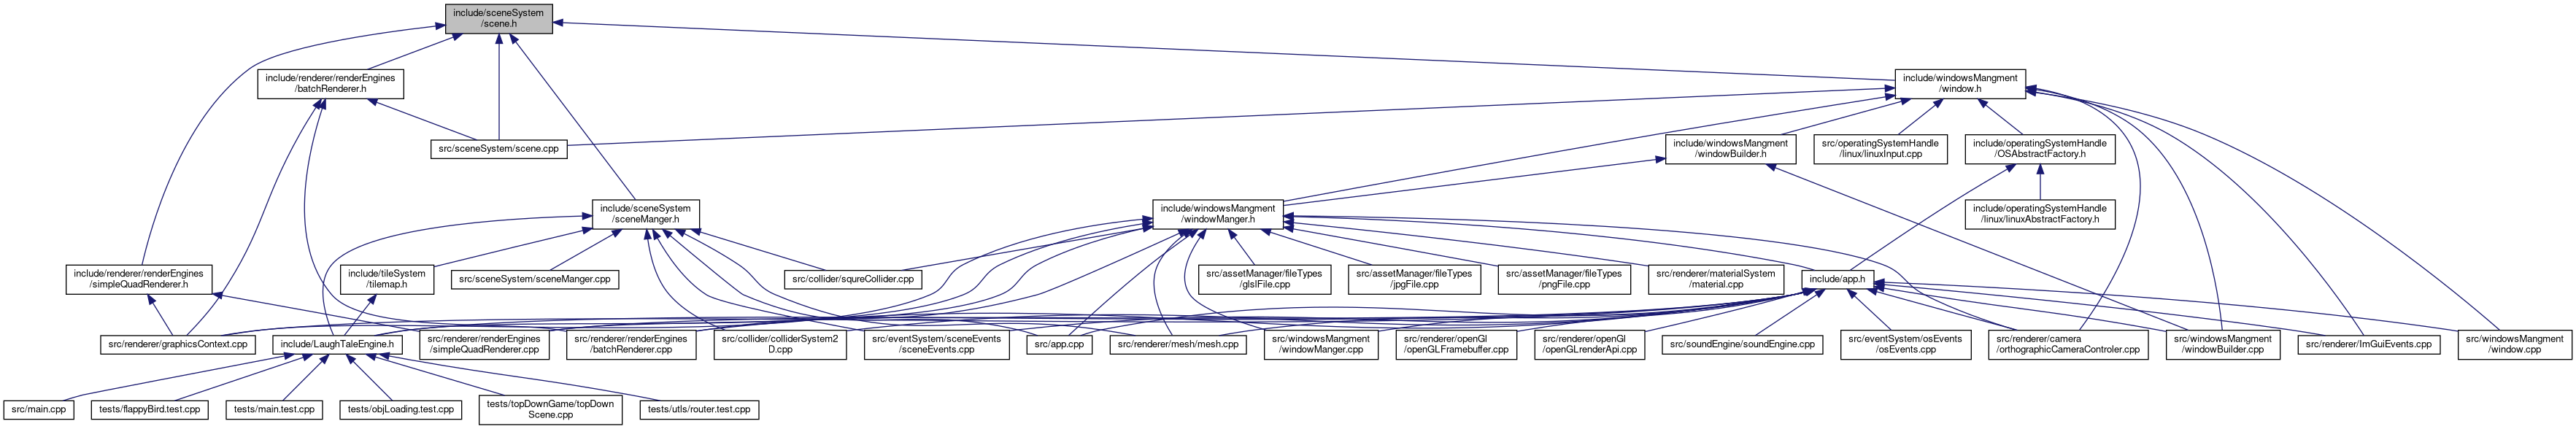 include/sceneSystem
/scene.h
include/renderer/renderEngines
/batchRenderer.h
include/windowsMangment
/window.h
src/sceneSystem/scene.cpp
include/windowsMangment
/windowBuilder.h
src/operatingSystemHandle
/linux/linuxInput.cpp
include/operatingSystemHandle
/OSAbstractFactory.h
include/sceneSystem
/sceneManger.h
include/windowsMangment
/windowManger.h
include/operatingSystemHandle
/linux/linuxAbstractFactory.h
include/renderer/renderEngines
/simpleQuadRenderer.h
include/tileSystem
/tilemap.h
src/sceneSystem/sceneManger.cpp
src/collider/squreCollider.cpp
src/assetManager/fileTypes
/glslFile.cpp
src/assetManager/fileTypes
/jpgFile.cpp
src/assetManager/fileTypes
/pngFile.cpp
src/renderer/materialSystem
/material.cpp
include/app.h
src/renderer/graphicsContext.cpp
include/LaughTaleEngine.h
src/renderer/renderEngines
/simpleQuadRenderer.cpp
src/renderer/renderEngines
/batchRenderer.cpp
src/collider/colliderSystem2
D.cpp
src/eventSystem/sceneEvents
/sceneEvents.cpp
src/app.cpp
src/renderer/mesh/mesh.cpp
src/windowsMangment
/windowManger.cpp
src/renderer/openGl
/openGLFramebuffer.cpp
src/renderer/openGl
/openGLrenderApi.cpp
src/soundEngine/soundEngine.cpp
src/eventSystem/osEvents
/osEvents.cpp
src/renderer/camera
/orthographicCameraControler.cpp
src/windowsMangment
/windowBuilder.cpp
src/renderer/ImGuiEvents.cpp
src/windowsMangment
/window.cpp
src/main.cpp
tests/flappyBird.test.cpp
tests/main.test.cpp
tests/objLoading.test.cpp
tests/topDownGame/topDown
Scene.cpp
tests/utls/router.test.cpp